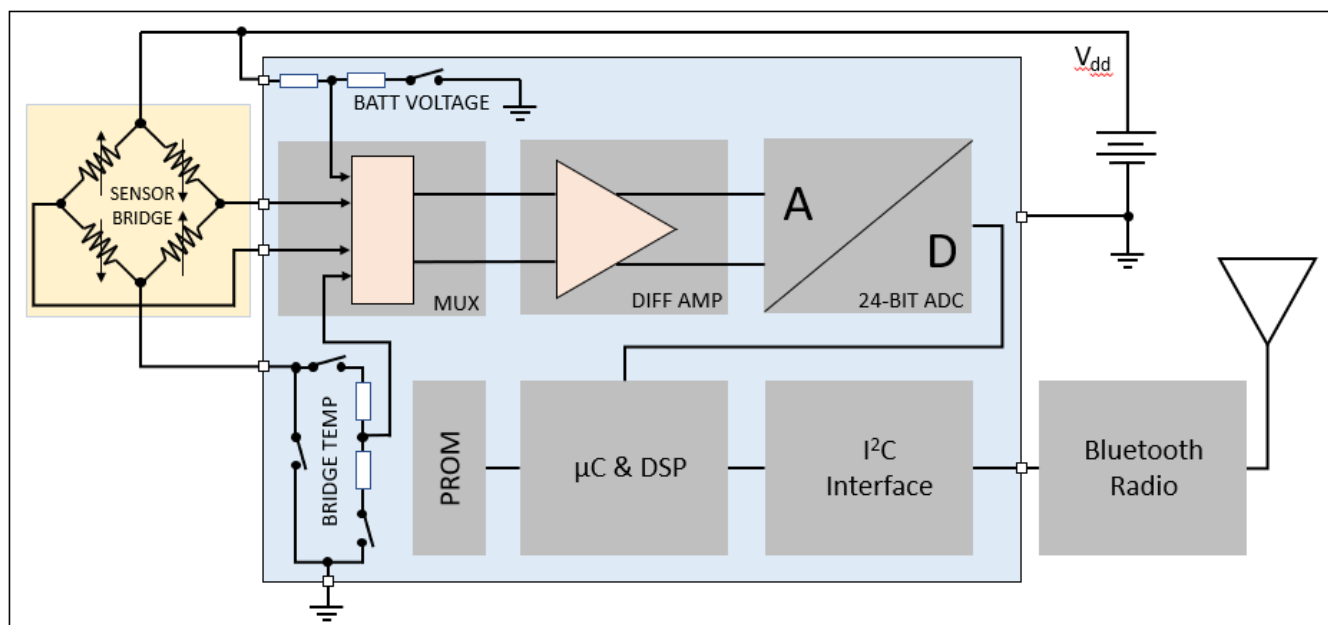 V_dd
BATT VOLTAGE
SENSOR
BRIDGE
A
D
MUX
DIFF AMP
24-BIT ADC
BRIDGE TEMP
PROM
µC & DSP
I²C
Interface
Bluetooth
Radio